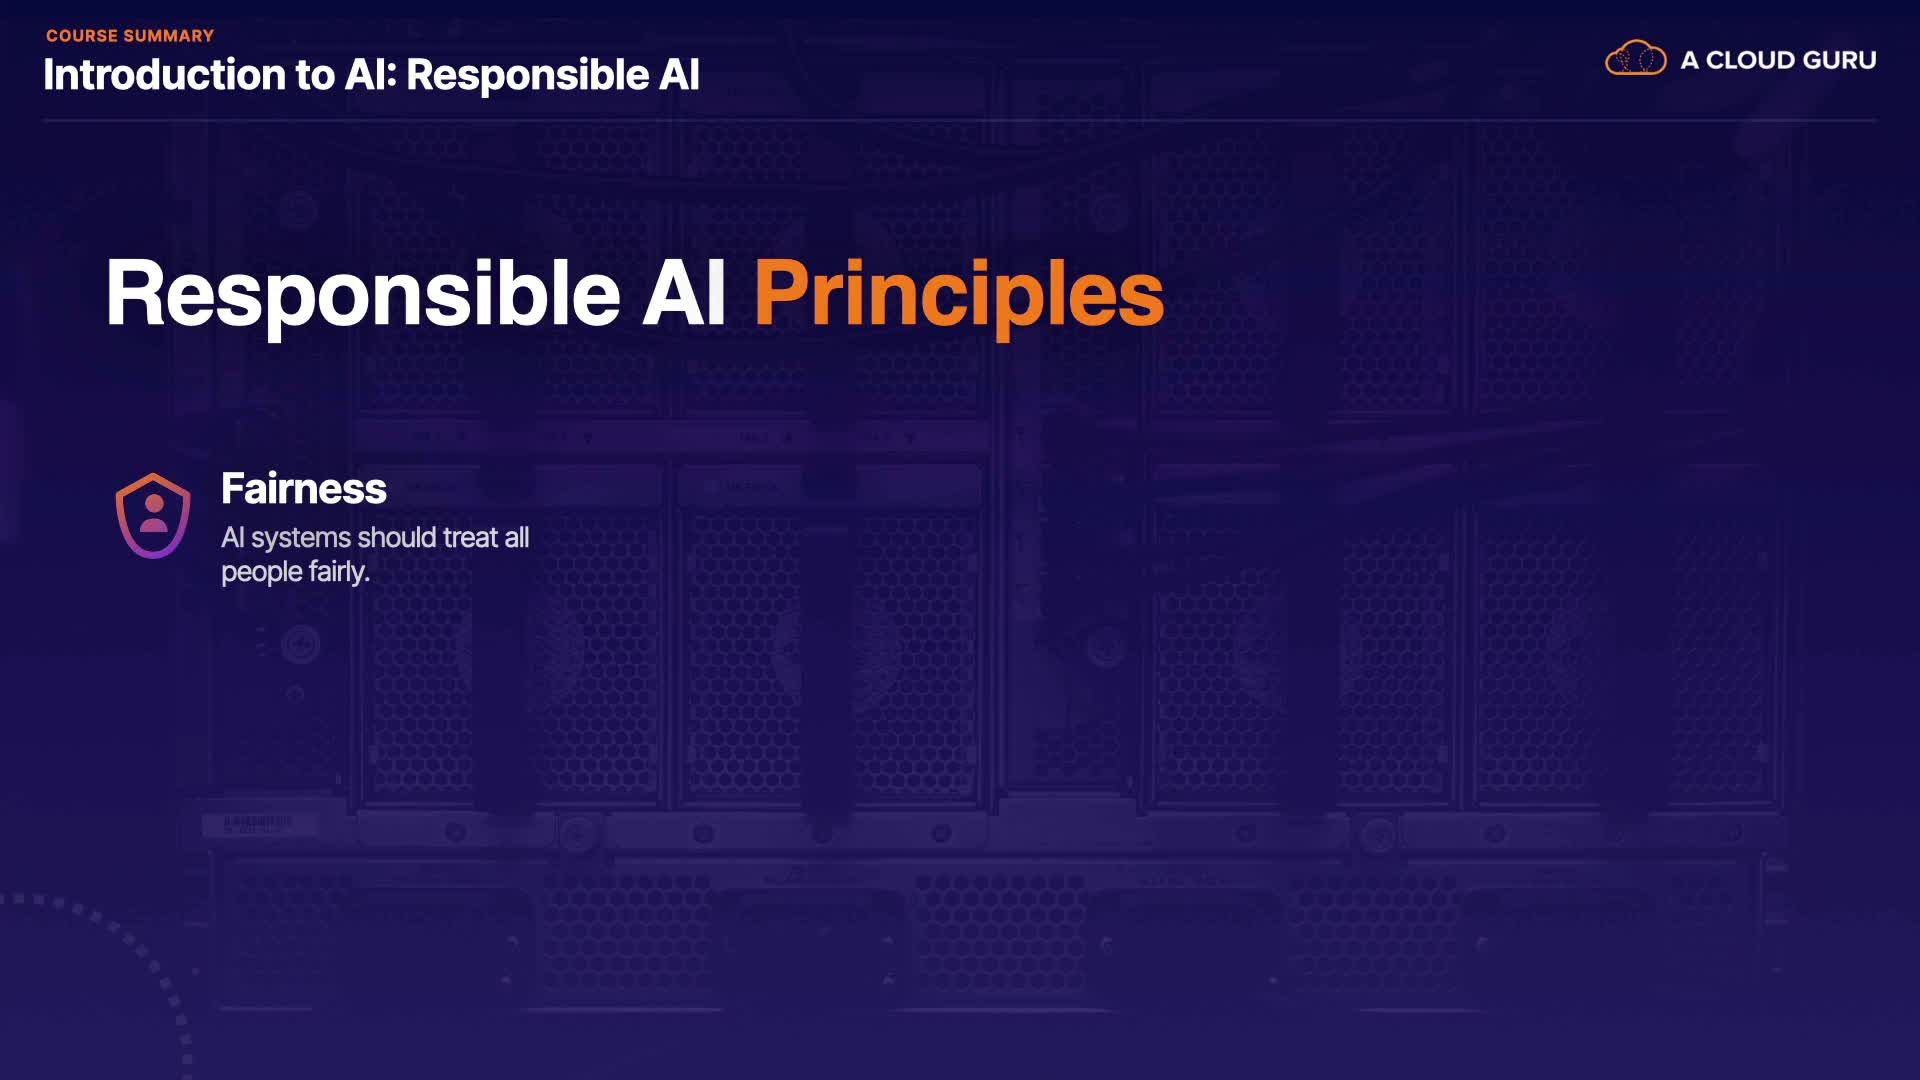 COURSE SUMMARY
Introduction to AI: Responsible AI
A CLOUD GURU
Responsible AI Principles
Fairness
AI systems should treat all
people fairly.